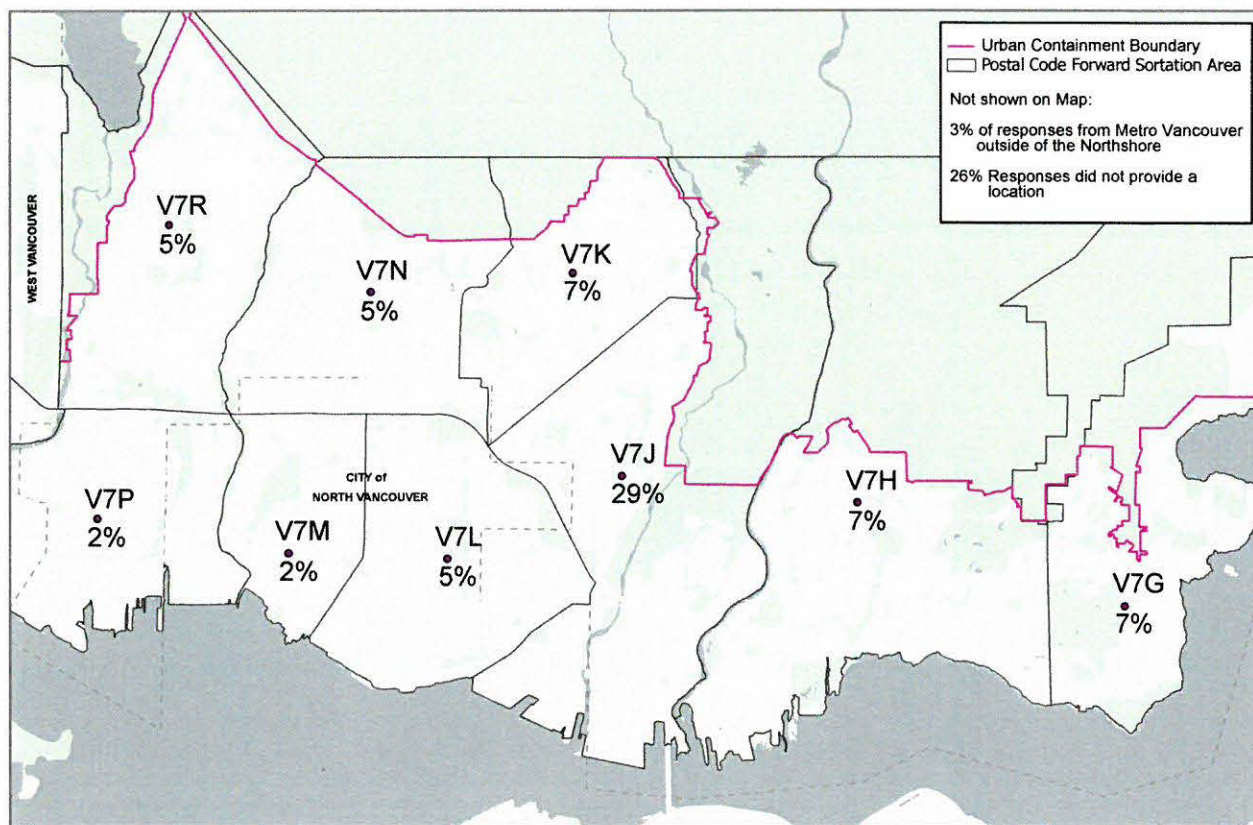 Urban Containment Boundary
Postal Code Forward Sortation Area
Not shown on Map:
3% of responses from Metro Vancouver
outside of the Northshore
26% Responses did not provide a
location
WEST VANCOUVER
V7R
5%
V7N
5%
V7K
7%
V7J
29%
V7H
7%
V7G
7%
V7P
2%
CITY of
NORTH VANCOUVER
V7M
2%
V7L
5%